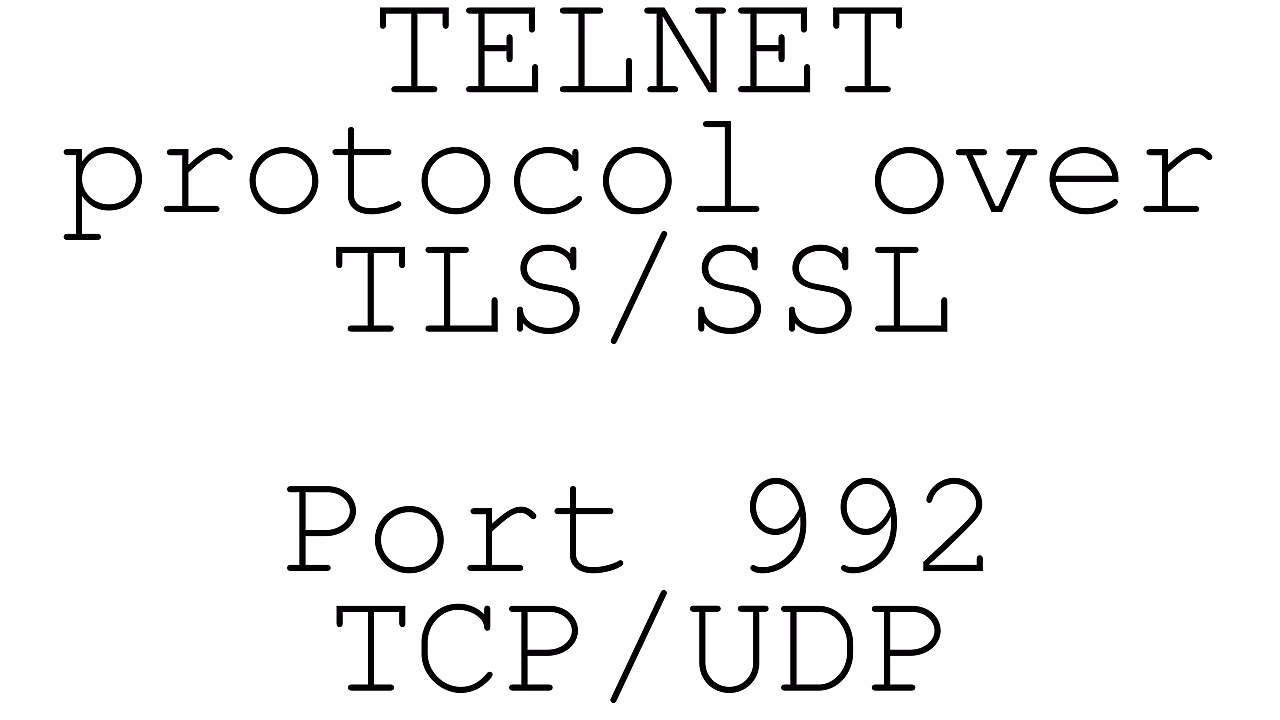 TELNET
protocol over
TLS/SSL
Port 992
TCP/UDP